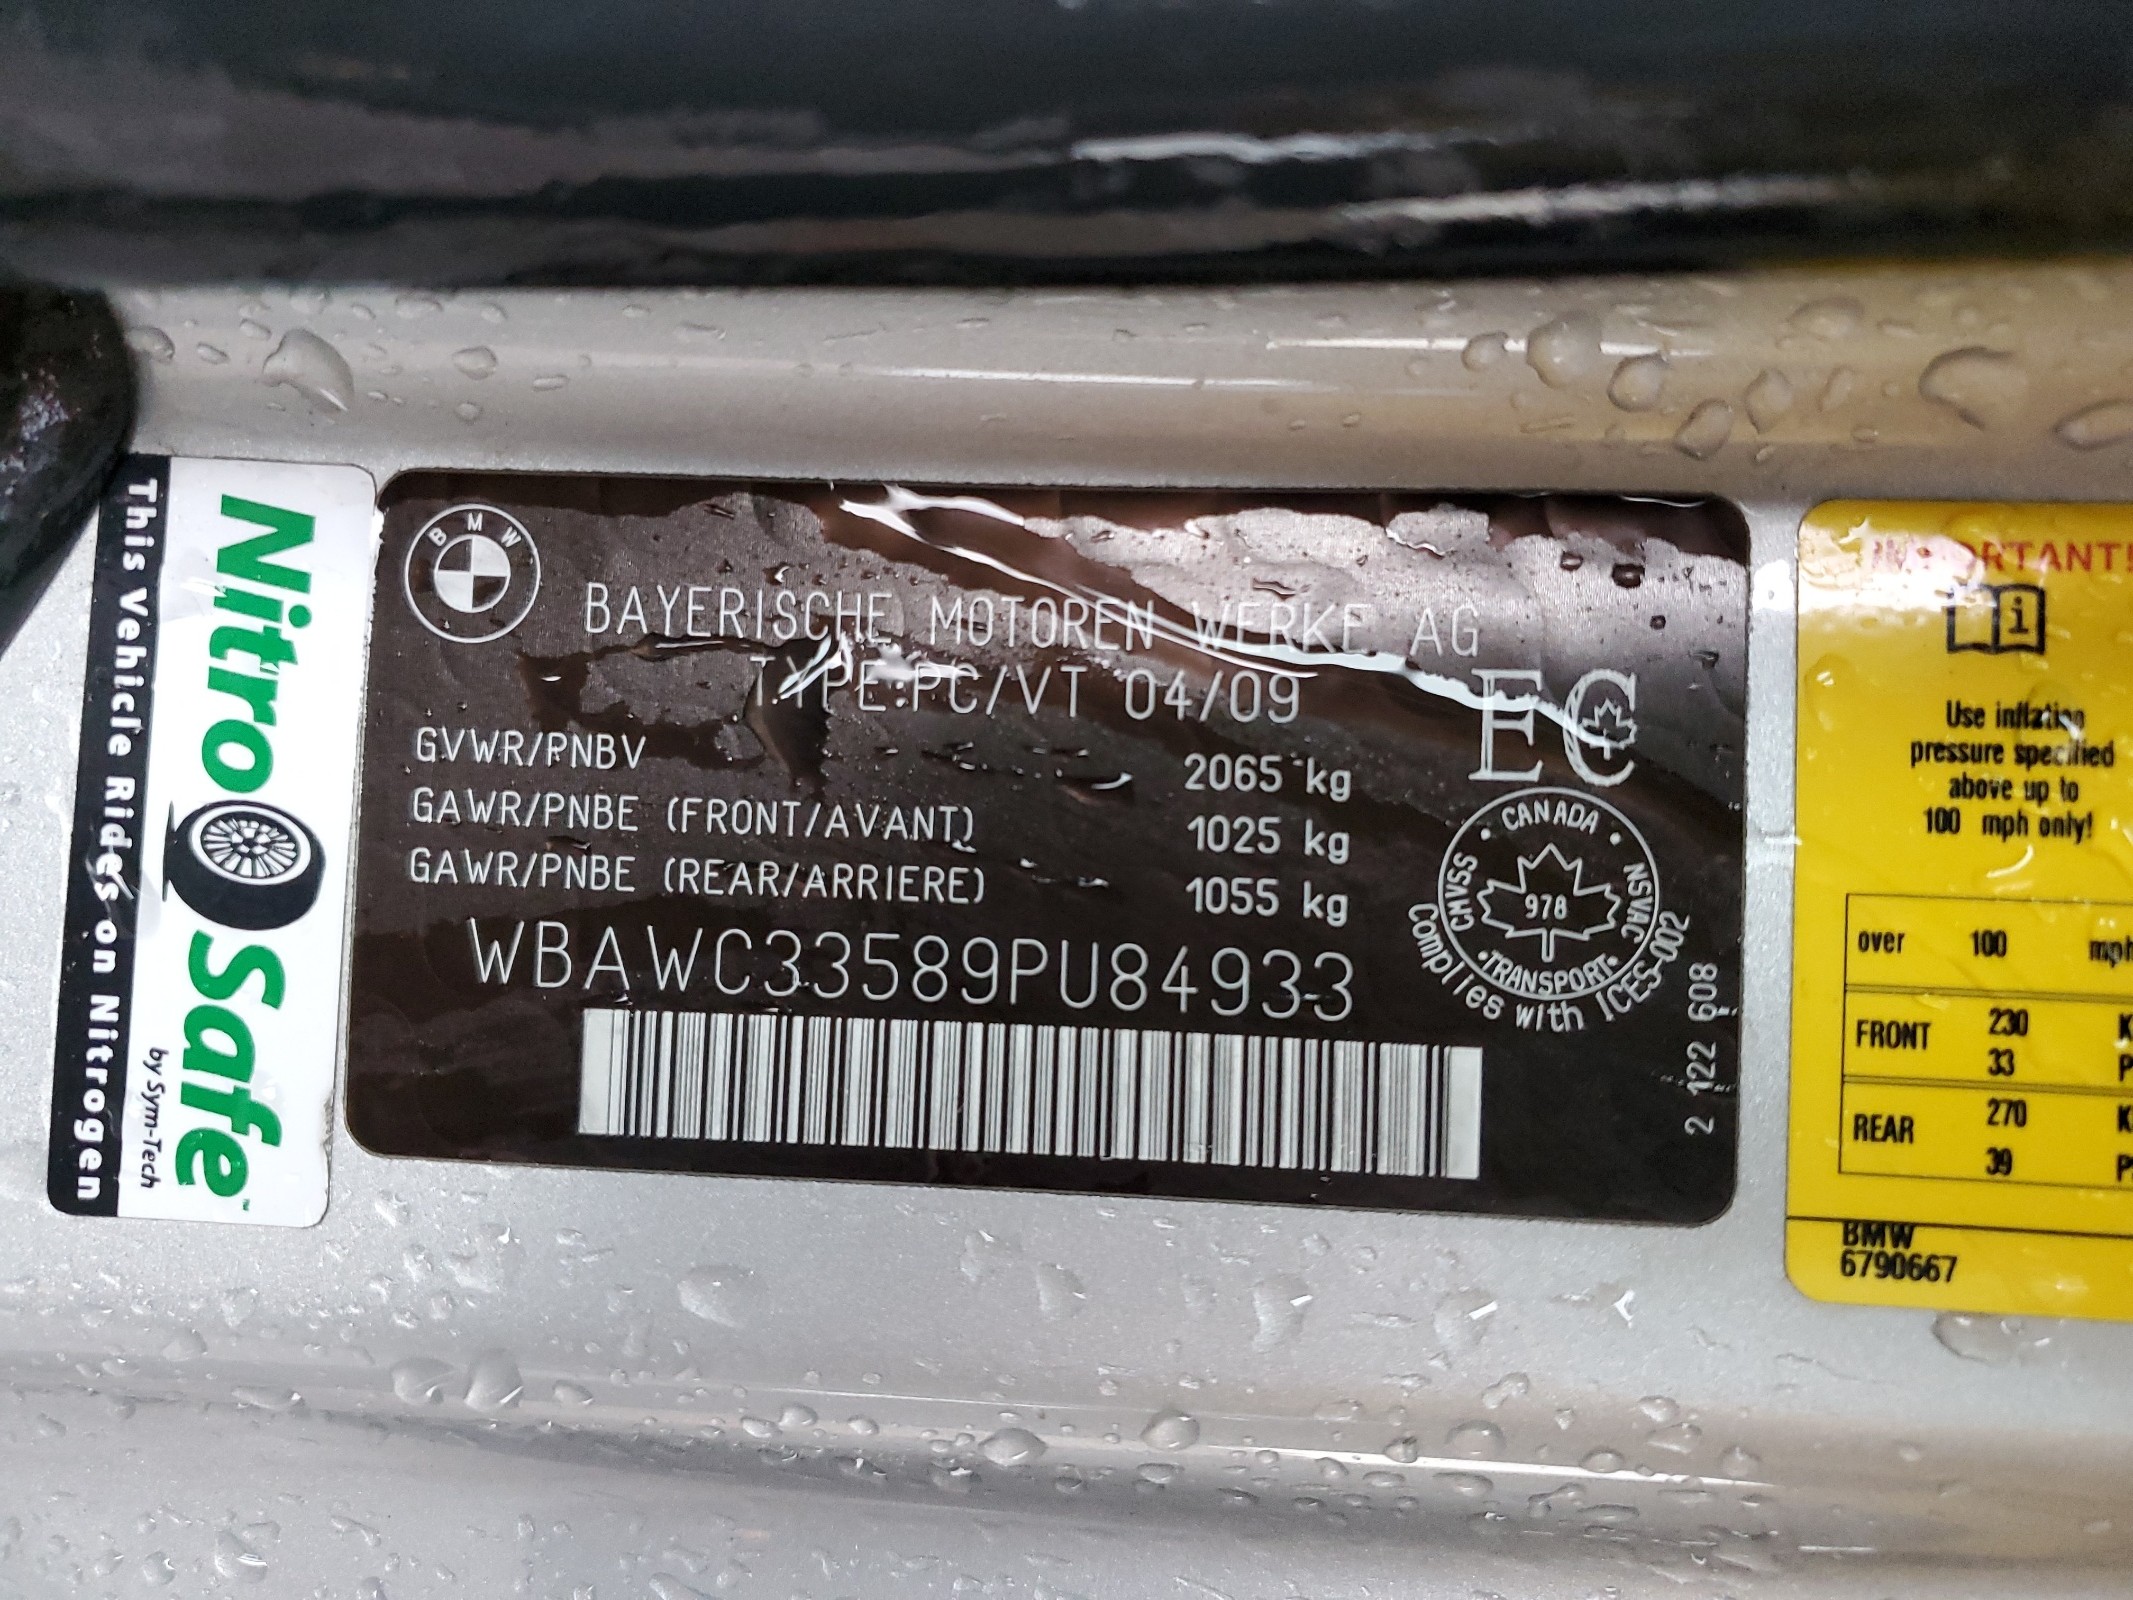 Nitro Safe™
by Sym-Tech
This Vehicle Rides on Nitrogen
BMW
BAYERISCHE MOTOREN WERKE AG
TYPE:PC/VT 04/09
GVWR/PNBV 2065 kg
GAWR/PNBE (FRONT/AVANT) 1025 kg
GAWR/PNBE (REAR/ARRIERE) 1055 kg
WBAWC33589PU84933
EC
CANADA
CMVSS
978
NSVAC
TRANSPORT
Complies with ICES-002
2 122 608
IMPORTANT!
i
Use inflation
pressure specified
above up to
100 mph only!
over 100 mph
FRONT 230 K
33 P
REAR 270 K
39 P
BMW
6790667